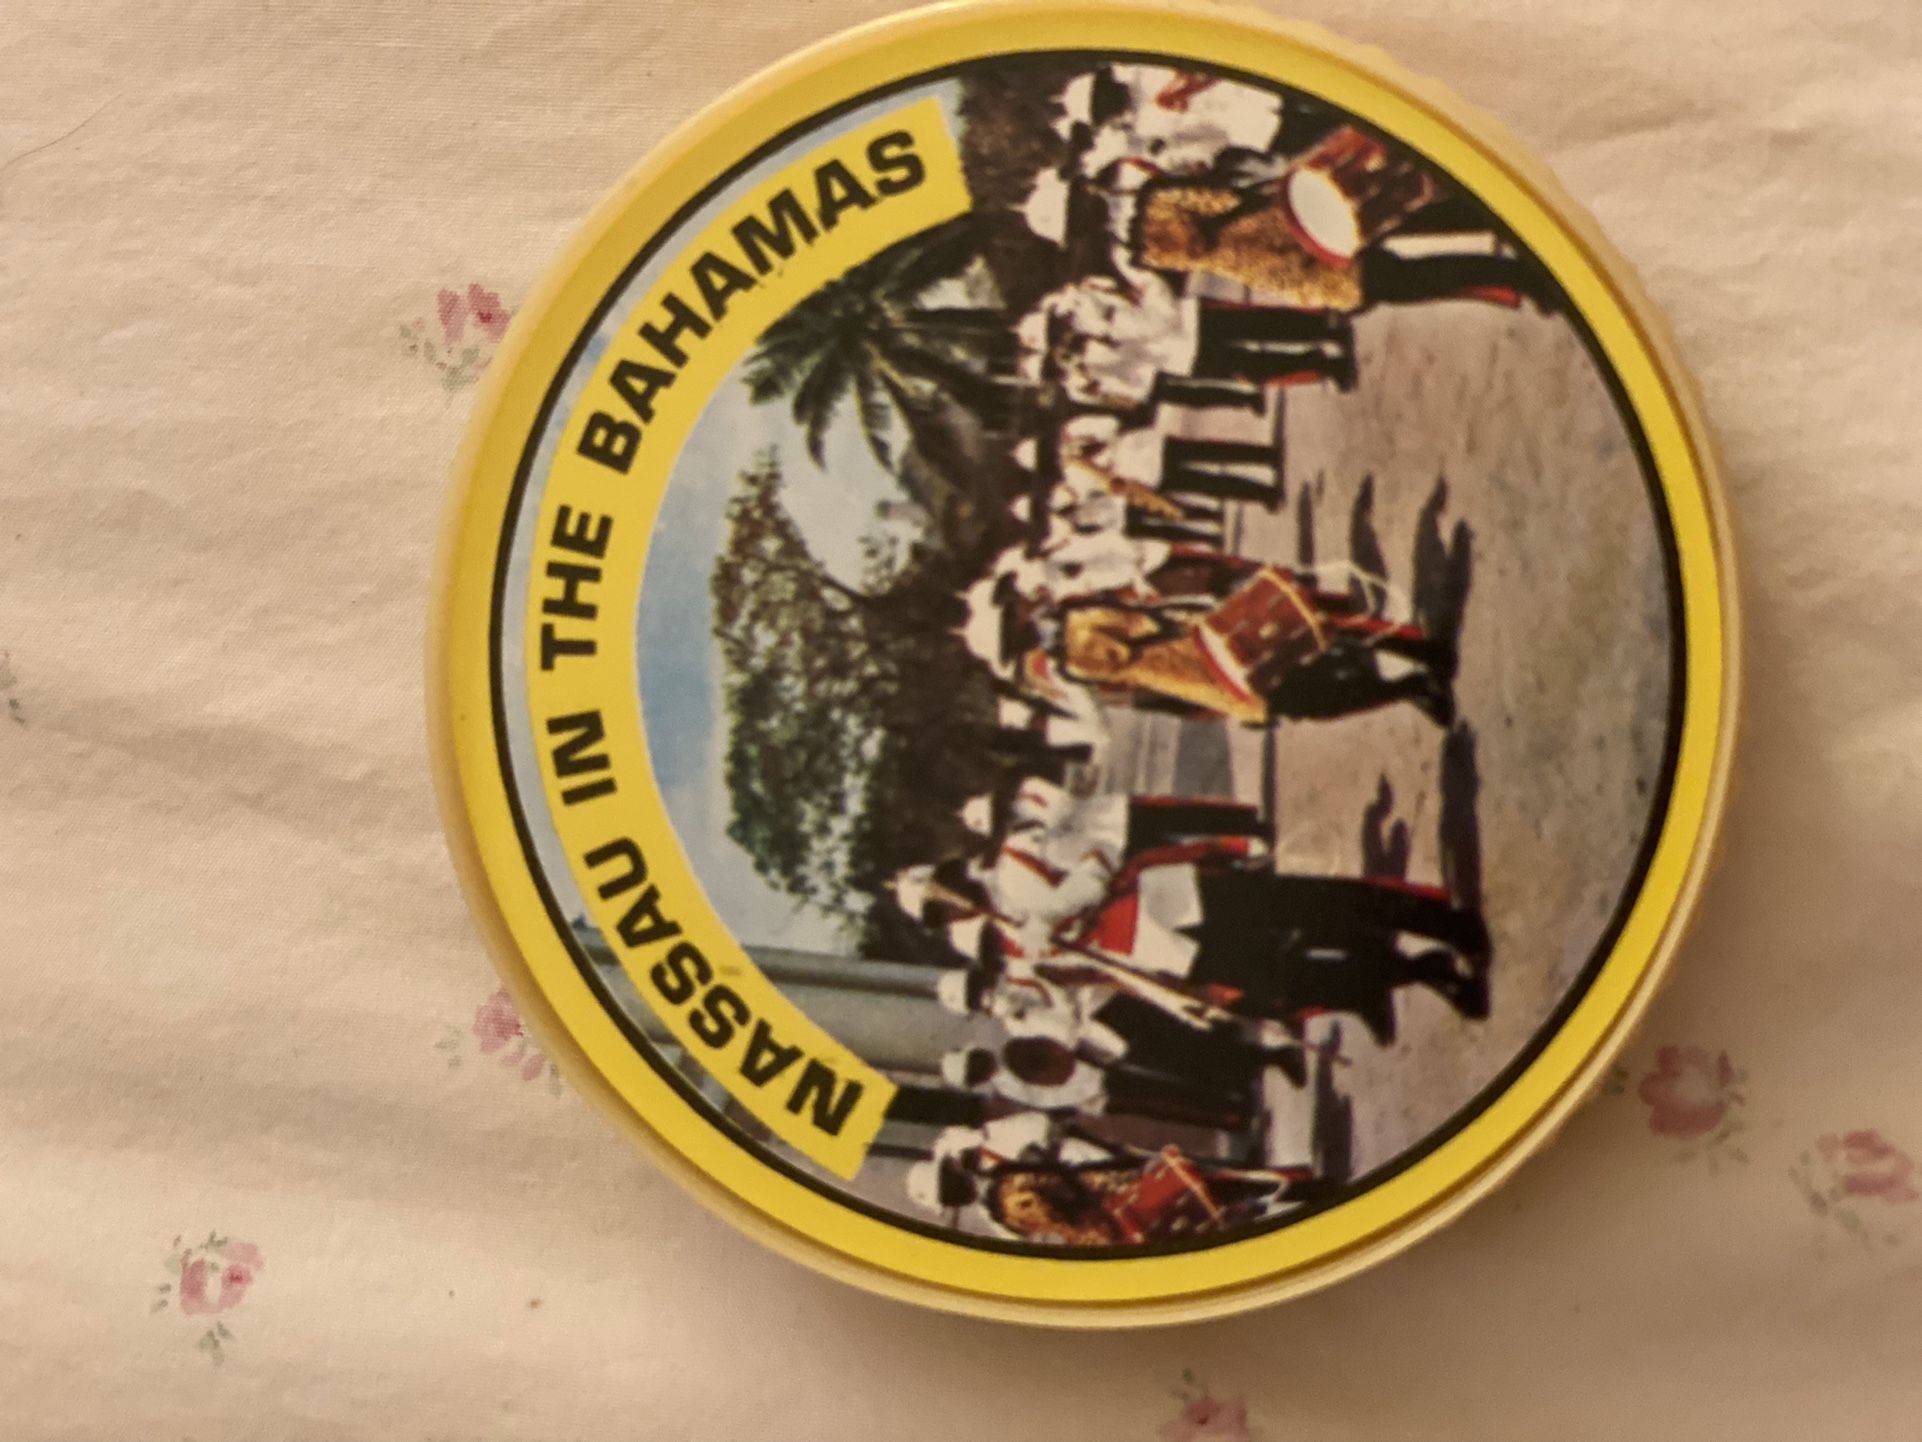 NASSAU IN THE BAHAMAS